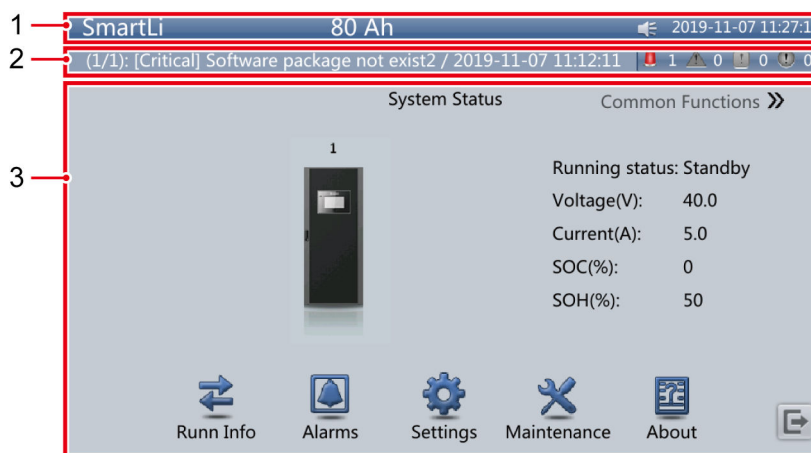 1
SmartLi 80 Ah 2019-11-07 11:27:1
2
(1/1): [Critical] Software package not exist2 / 2019-11-07 11:12:11 1 0 0 0
System Status Common Functions »
3
1
Running status: Standby
Voltage(V): 40.0
Current(A): 5.0
SOC(%): 0
SOH(%): 50
Runn Info Alarms Settings Maintenance About